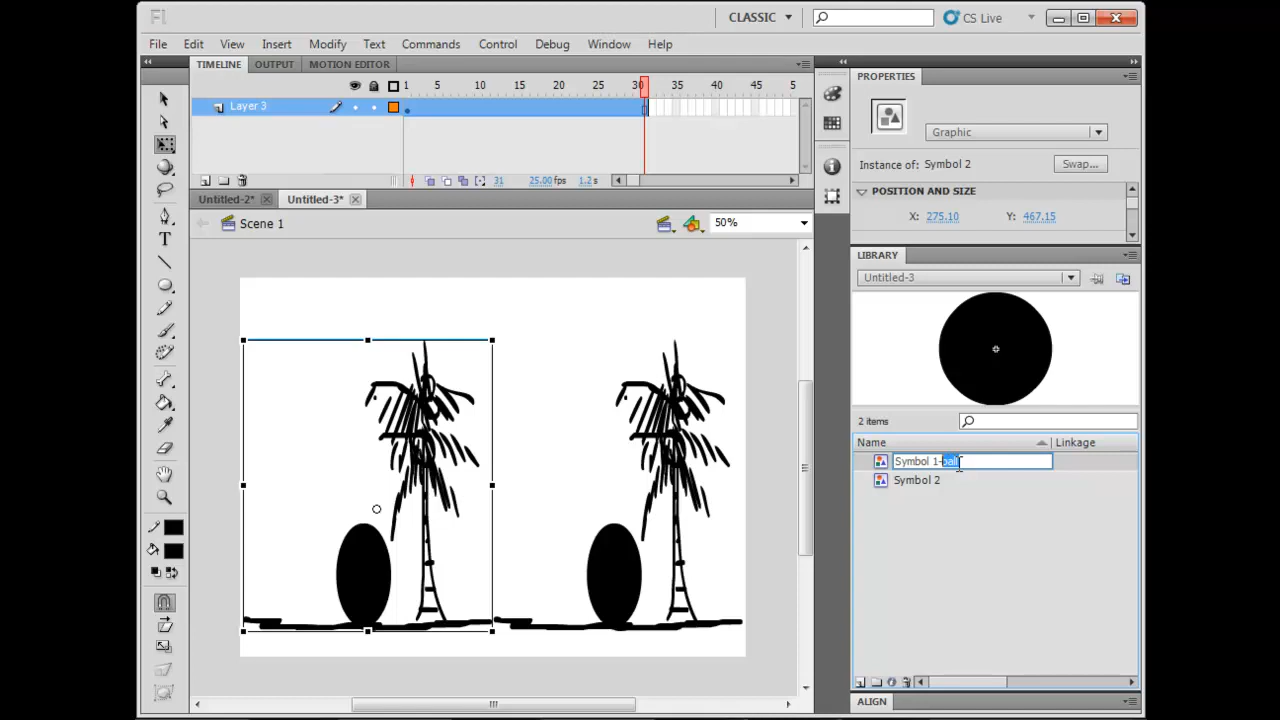 Fl CLASSIC CS Live
File Edit View Insert Modify Text Commands Control Debug Window Help
TIMELINE OUTPUT MOTION EDITOR
1 5 10 15 20 25 30 35 40 45 5
Layer 3
31 25.00 fps 1.2 s
Untitled-2* Untitled-3*
Scene 1 50%
T
PROPERTIES
Graphic
Instance of: Symbol 2 Swap...
POSITION AND SIZE
X: 275.10 Y: 467.15
LIBRARY
Untitled-3
2 items
Name Linkage
Symbol 1-ball
Symbol 2
ALIGN